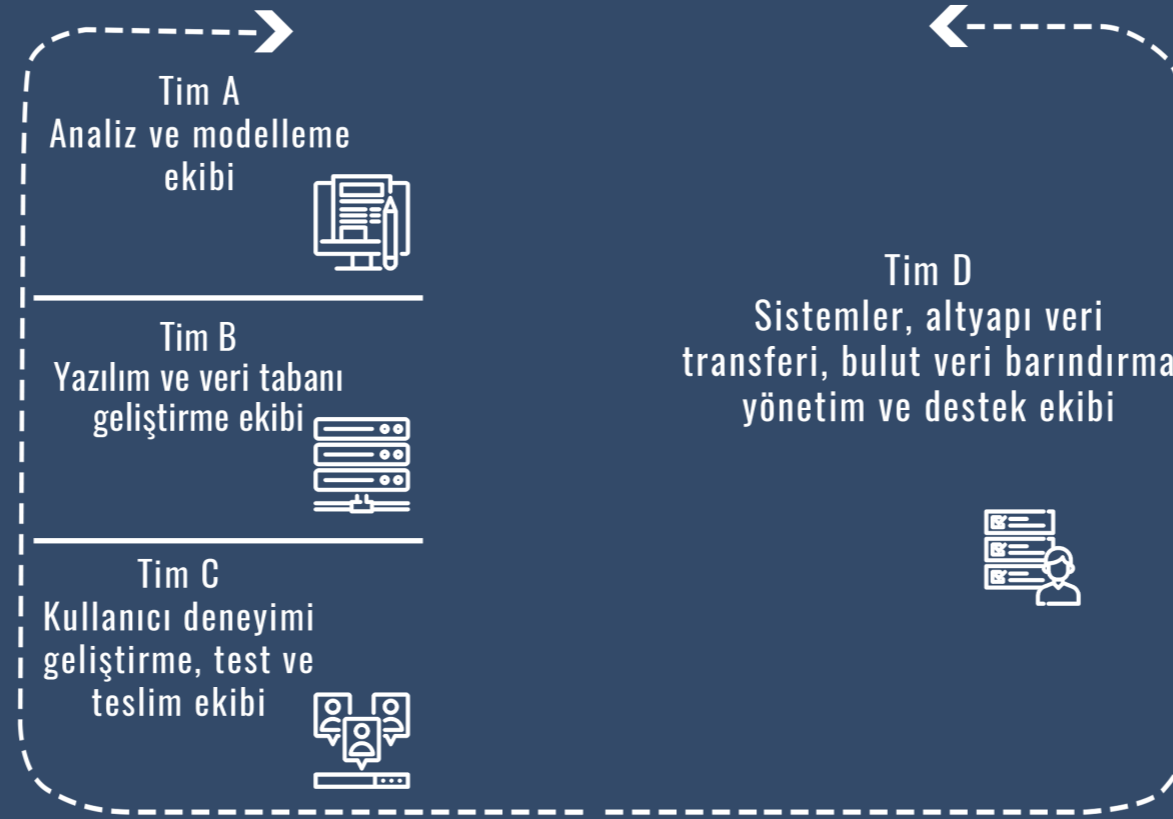 Tim A
Analiz ve modelleme
ekibi
Tim B
Yazılım ve veri tabanı
geliştirme ekibi
Tim C
Kullanıcı deneyimi
geliştirme, test ve
teslim ekibi
Tim D
Sistemler, altyapı veri
transferi, bulut veri barındırma
yönetim ve destek ekibi